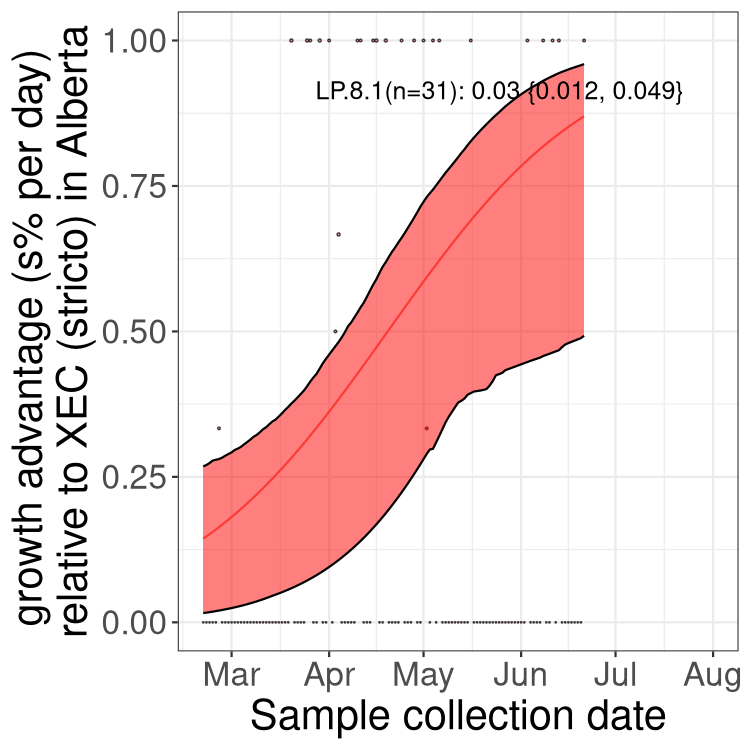 growth advantage (s% per day)
relative to XEC (stricto) in Alberta
1.00
0.75
0.50
0.25
0.00
LP.8.1(n=31): 0.03 {0.012, 0.049}
Mar Apr May Jun Jul Aug
Sample collection date